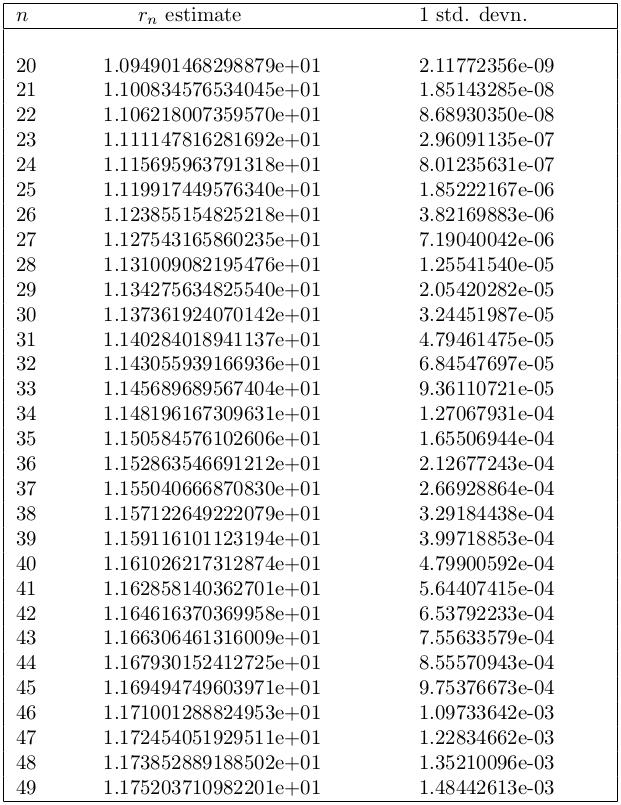 n r_n estimate 1 std. devn.
20 1.094901468298879e+01 2.11772356e-09
21 1.100834576534045e+01 1.85143285e-08
22 1.106218007359570e+01 8.68930350e-08
23 1.111147816281692e+01 2.96091135e-07
24 1.115695963791318e+01 8.01235631e-07
25 1.119917449576340e+01 1.85222167e-06
26 1.123855154825218e+01 3.82169883e-06
27 1.127543165860235e+01 7.19040042e-06
28 1.131009082195476e+01 1.25541540e-05
29 1.134275634825540e+01 2.05420282e-05
30 1.137361924070142e+01 3.24451987e-05
31 1.140284018941137e+01 4.79461475e-05
32 1.143055939166936e+01 6.84547697e-05
33 1.145689689567404e+01 9.36110721e-05
34 1.148196167309631e+01 1.27067931e-04
35 1.150584576102606e+01 1.65506944e-04
36 1.152863546691212e+01 2.12677243e-04
37 1.155040666870830e+01 2.66928864e-04
38 1.157122649222079e+01 3.29184438e-04
39 1.159116101123194e+01 3.99718853e-04
40 1.161026217312874e+01 4.79900592e-04
41 1.162858140362701e+01 5.64407415e-04
42 1.164616370369958e+01 6.53792233e-04
43 1.166306461316009e+01 7.55633579e-04
44 1.167930152412725e+01 8.55570943e-04
45 1.169494749603971e+01 9.75376673e-04
46 1.171001288824953e+01 1.09733642e-03
47 1.172454051929511e+01 1.22834662e-03
48 1.173852889188502e+01 1.35210096e-03
49 1.175203710982201e+01 1.48442613e-03